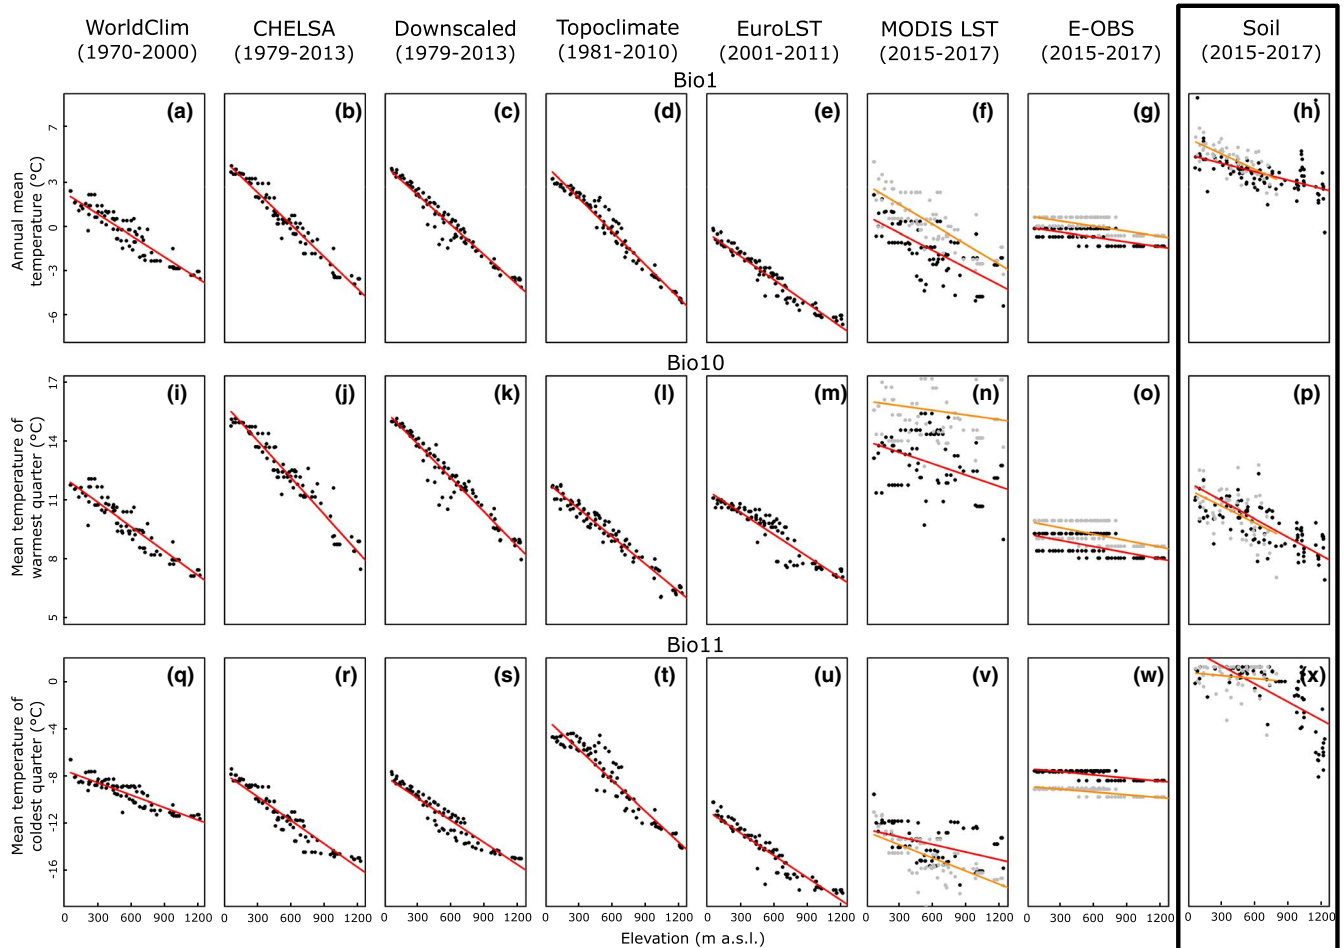 WorldClim CHELSA Downscaled Topoclimate EuroLST MODIS LST E-OBS Soil
(1970-2000) (1979-2013) (1979-2013) (1981-2010) (2001-2011) (2015-2017) (2015-2017) (2015-2017)
Bio1
(a) (b) (c) (d) (e) (f) (g) (h)
Annual mean
temperature (°C)
7
3
0
-3
-6
Bio10
(i) (j) (k) (l) (m) (n) (o) (p)
Mean temperature of
warmest quarter (°C)
17
14
11
8
5
Bio11
(q) (r) (s) (t) (u) (v) (w) (x)
Mean temperature of
coldest quarter (°C)
0
-4
-8
-12
-16
0 300 600 900 1200 0 300 600 900 1200 0 300 600 900 1200 0 300 600 900 1200 0 300 600 900 1200 0 300 600 900 1200 0 300 600 900 1200 0 300 600 900 1200
Elevation (m a.s.l.)